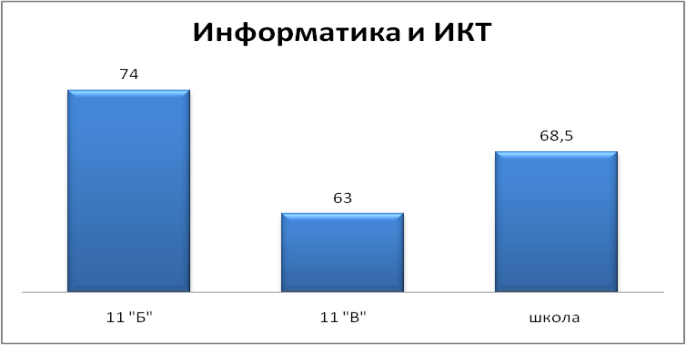 Информатика и ИКТ
74
63
68,5
11 "Б"
11 "В"
школа